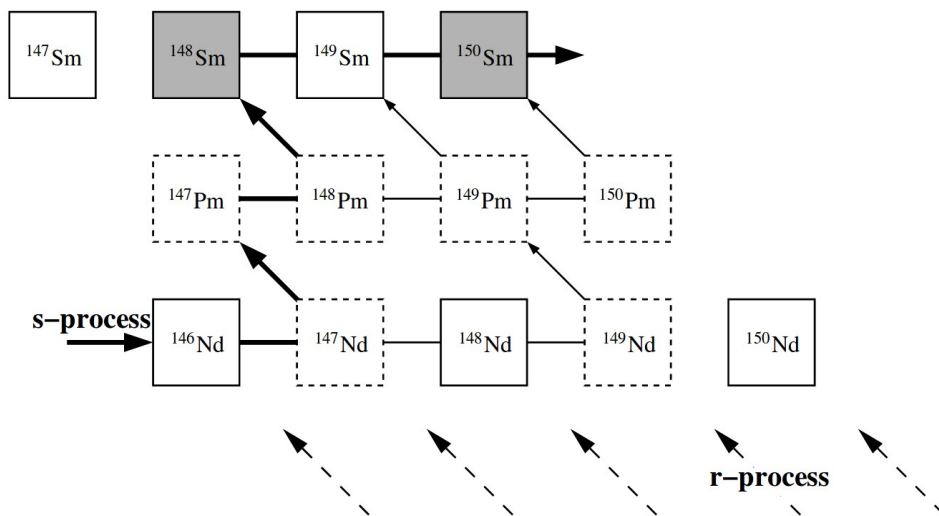 ¹⁴⁷Sm ¹⁴⁸Sm ¹⁴⁹Sm ¹⁵⁰Sm
¹⁴⁷Pm ¹⁴⁸Pm ¹⁴⁹Pm ¹⁵⁰Pm
s–process
¹⁴⁶Nd ¹⁴⁷Nd ¹⁴⁸Nd ¹⁴⁹Nd ¹⁵⁰Nd
r–process